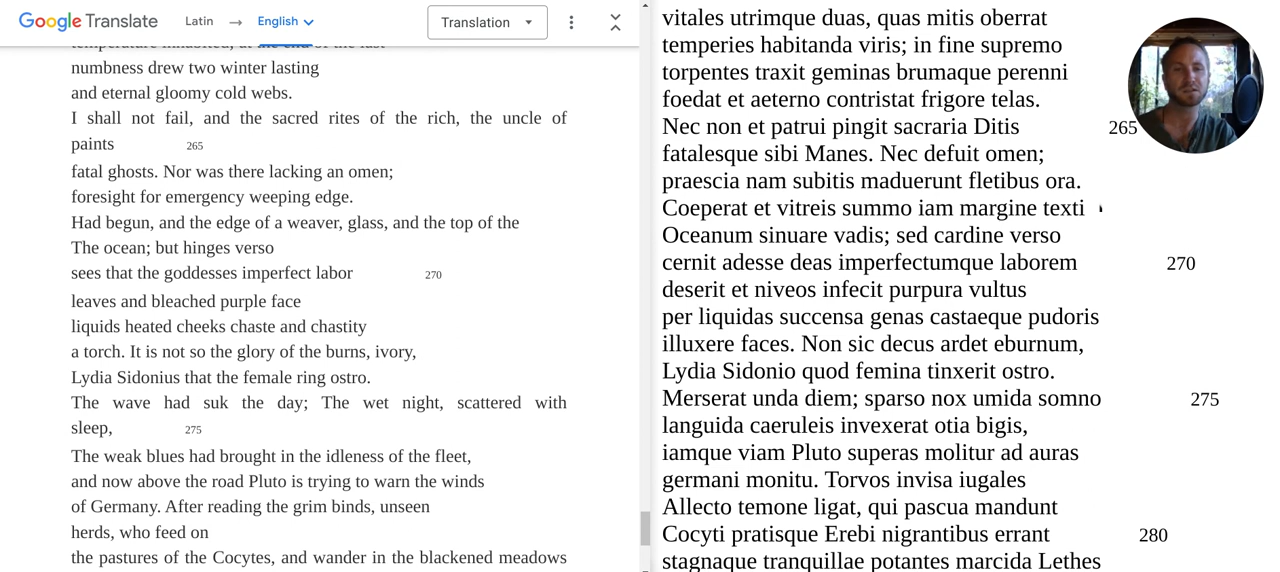 Google Translate
Latin → English
Translation
temperature inhabited; at the end of the last
numbness drew two winter lasting
and eternal gloomy cold webs.
I shall not fail, and the sacred rites of the rich, the uncle of
paints 265
fatal ghosts. Nor was there lacking an omen;
foresight for emergency weeping edge.
Had begun, and the edge of a weaver, glass, and the top of the
The ocean; but hinges verso
sees that the goddesses imperfect labor 270
leaves and bleached purple face
liquids heated cheeks chaste and chastity
a torch. It is not so the glory of the burns, ivory,
Lydia Sidonius that the female ring ostro.
The wave had suk the day; The wet night, scattered with
sleep, 275
The weak blues had brought in the idleness of the fleet,
and now above the road Pluto is trying to warn the winds
of Germany. After reading the grim binds, unseen
herds, who feed on
the pastures of the Cocytes, and wander in the blackened meadows
vitales utrimque duas, quas mitis oberrat
temperies habitanda viris; in fine supremo
torpentes traxit geminas brumaque perenni
foedat et aeterno contristat frigore telas.
Nec non et patrui pingit sacraria Ditis 265
fatalesque sibi Manes. Nec defuit omen;
praescia nam subitis maduerunt fletibus ora.
Coeperat et vitreis summo iam margine texti
Oceanum sinuare vadis; sed cardine verso
cernit adesse deas imperfectumque laborem 270
deserit et niveos infecit purpura vultus
per liquidas succensa genas castaeque pudoris
illuxere faces. Non sic decus ardet eburnum,
Lydia Sidonio quod femina tinxerit ostro.
Merserat unda diem; sparso nox umida somno 275
languida caeruleis invexerat otia bigis,
iamque viam Pluto superas molitur ad auras
germani monitu. Torvos invisa iugales
Allecto temone ligat, qui pascua mandunt
Cocyti pratisque Erebi nigrantibus errant 280
stagnaque tranquillae potantes marcida Lethes